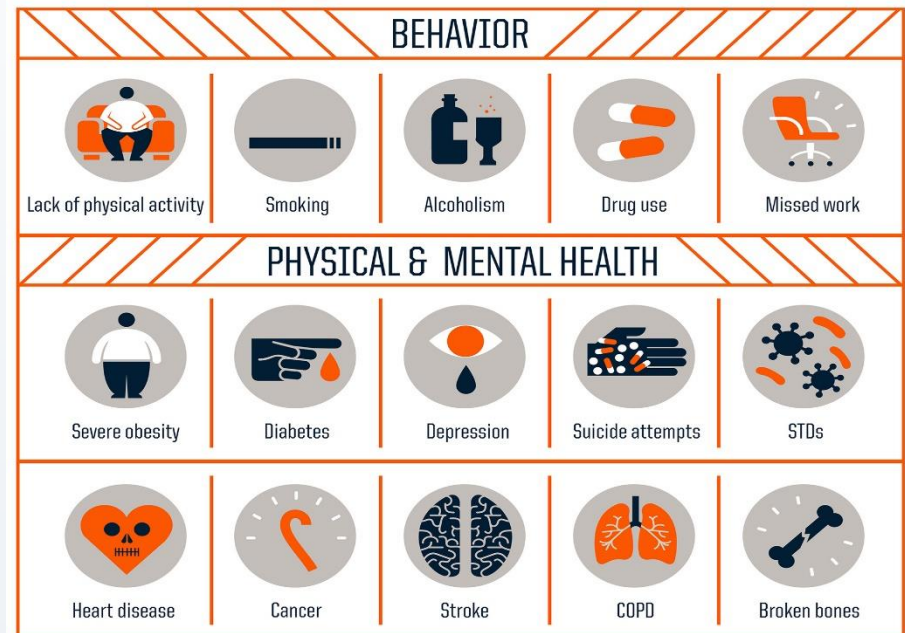 BEHAVIOR
Lack of physical activity
Smoking
Alcoholism
Drug use
Missed work
PHYSICAL & MENTAL HEALTH
Severe obesity
Diabetes
Depression
Suicide attempts
STDs
Heart disease
Cancer
Stroke
COPD
Broken bones